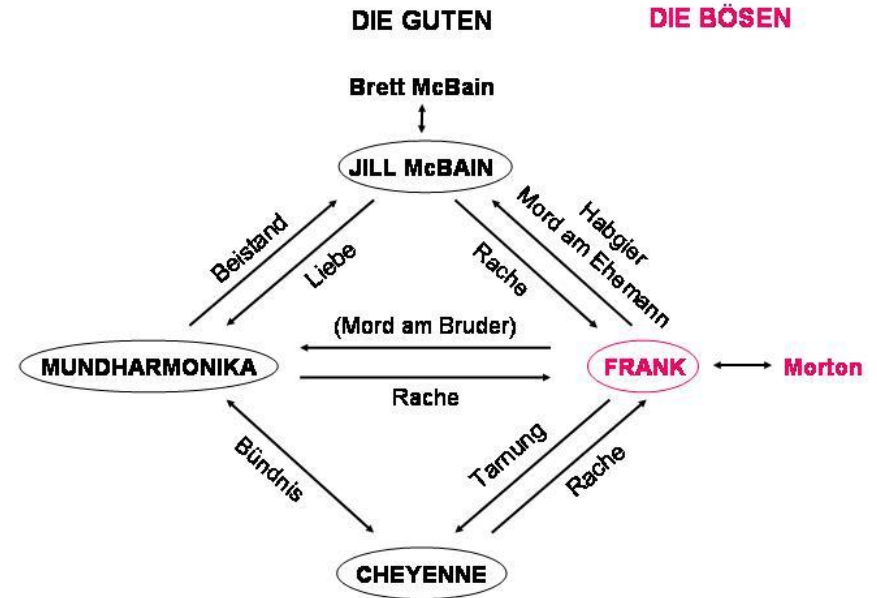 DIE GUTEN
DIE BÖSEN
Brett McBain
JILL McBAIN
Beistand
Liebe
Rache
Habgier
Mord am Ehemann
(Mord am Bruder)
MUNDHARMONIKA
FRANK
Morton
Rache
Bündnis
Tarnung
Rache
CHEYENNE